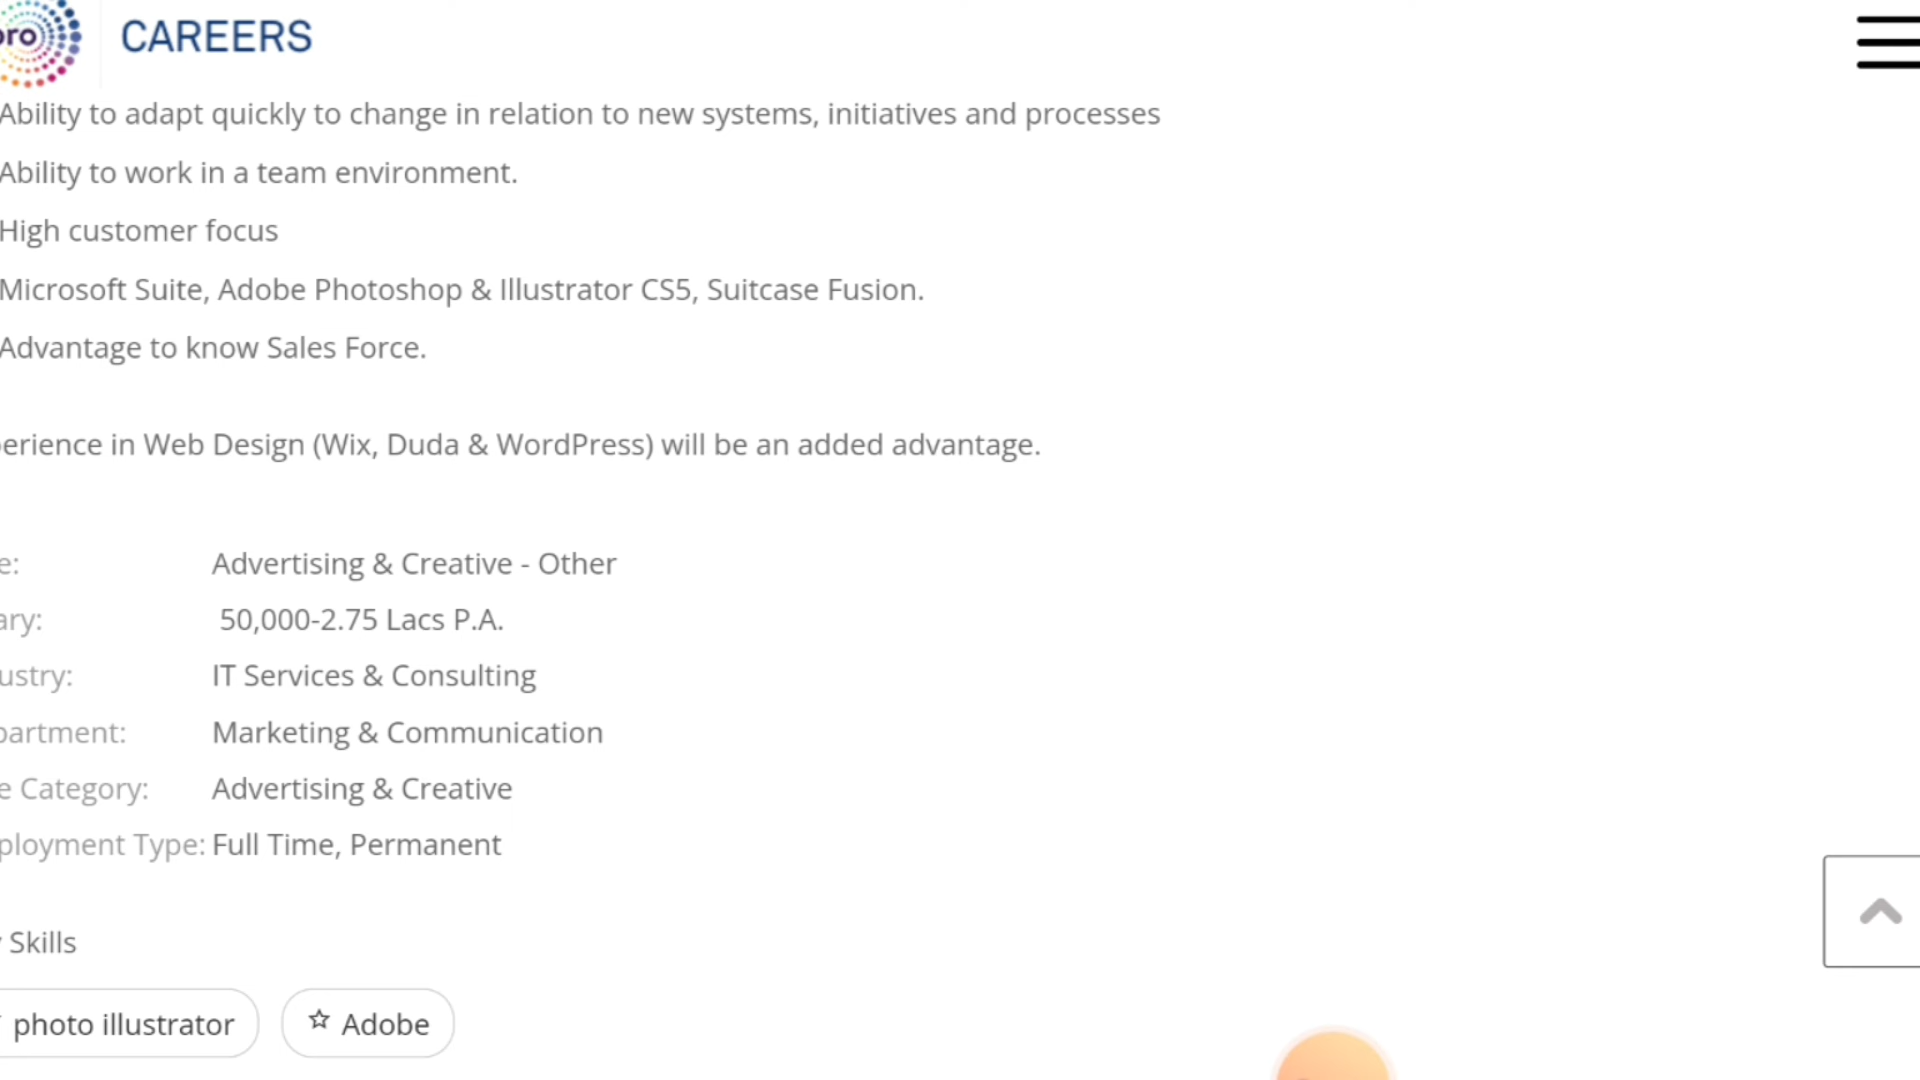 pro CAREERS
Ability to adapt quickly to change in relation to new systems, initiatives and processes
Ability to work in a team environment.
High customer focus
Microsoft Suite, Adobe Photoshop & Illustrator CS5, Suitcase Fusion.
Advantage to know Sales Force.
erience in Web Design (Wix, Duda & WordPress) will be an added advantage.
e: Advertising & Creative - Other
ary: 50,000-2.75 Lacs P.A.
ustry: IT Services & Consulting
partment: Marketing & Communication
e Category: Advertising & Creative
ployment Type: Full Time, Permanent
Skills
photo illustrator Adobe